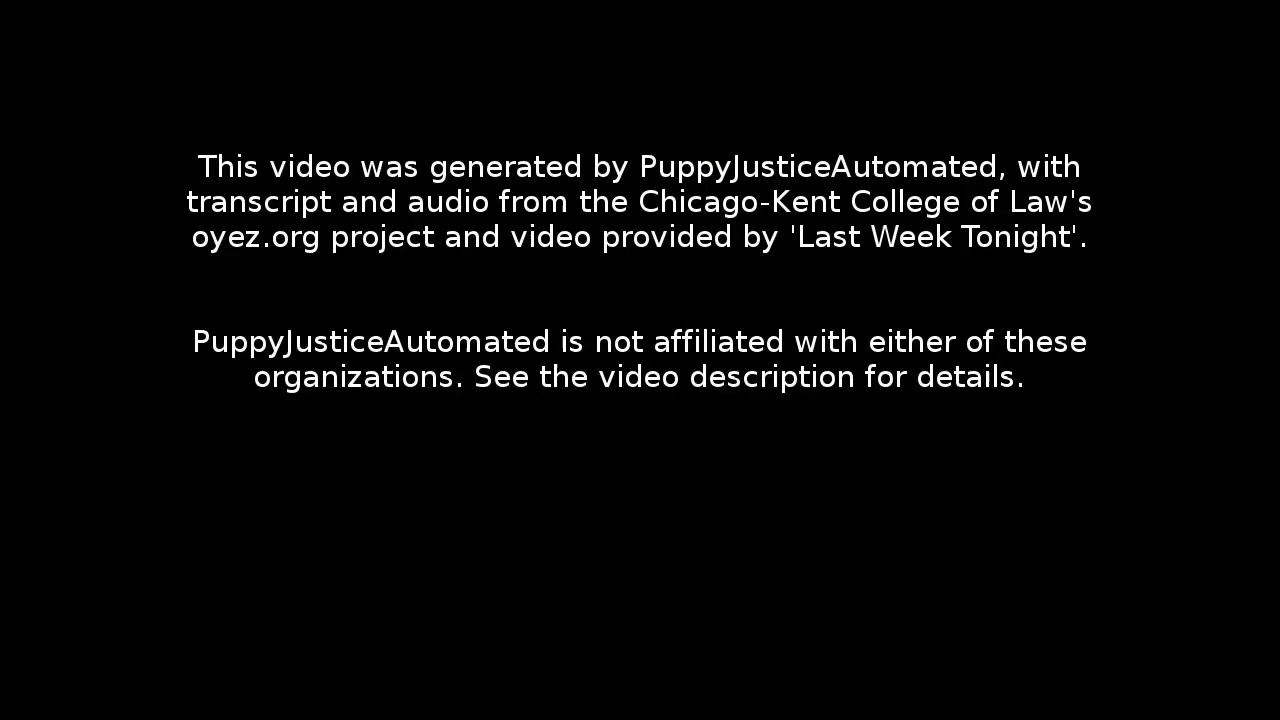 This video was generated by PuppyJusticeAutomated, with
transcript and audio from the Chicago-Kent College of Law's
oyez.org project and video provided by 'Last Week Tonight'.
PuppyJusticeAutomated is not affiliated with either of these
organizations. See the video description for details.